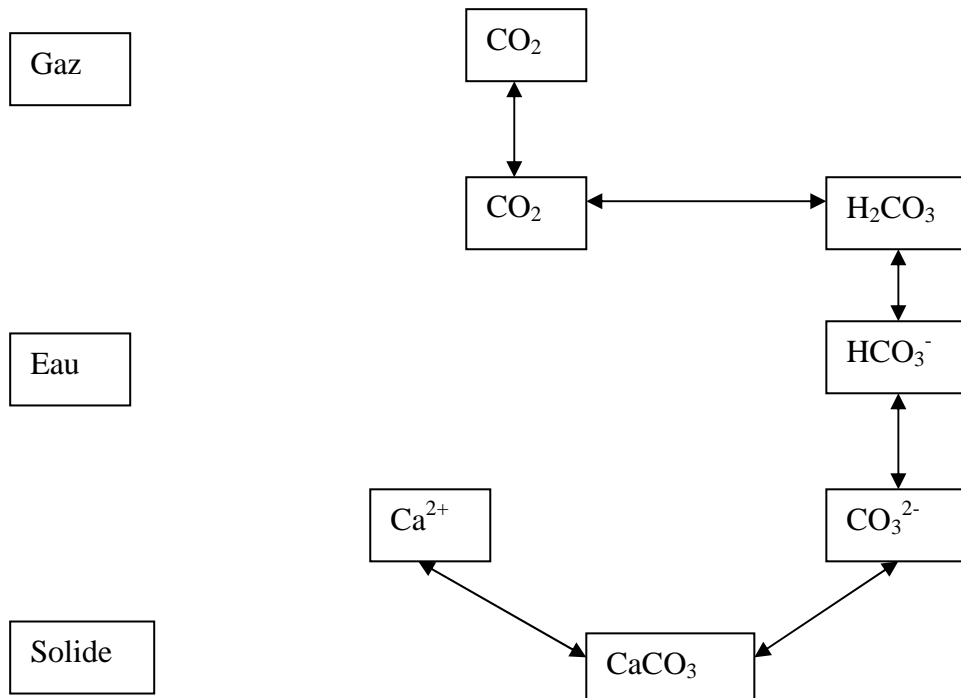 CO₂
Gaz
CO₂
H₂CO₃
Eau
HCO₃⁻
Ca²⁺
CO₃²⁻
Solide
CaCO₃